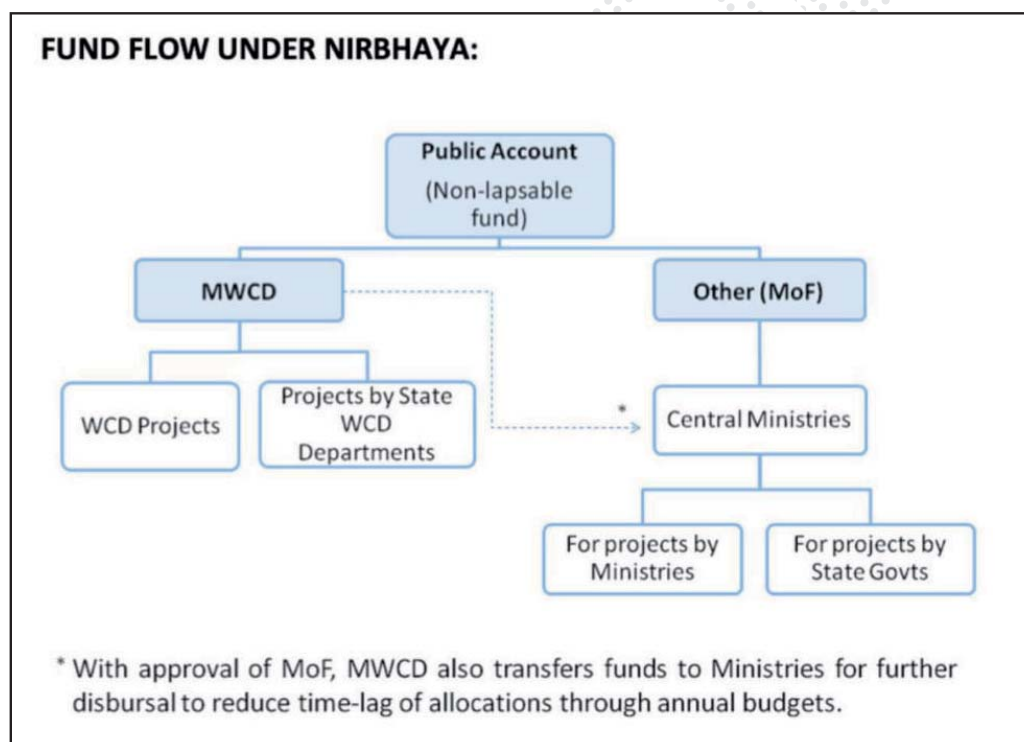 FUND FLOW UNDER NIRBHAYA:
Public Account
(Non-lapsable
fund)
MWCD
Other (MoF)
WCD Projects
Projects by State
WCD
Departments
*
Central Ministries
For projects by
Ministries
For projects by
State Govts
* With approval of MoF, MWCD also transfers funds to Ministries for further
disbursal to reduce time-lag of allocations through annual budgets.